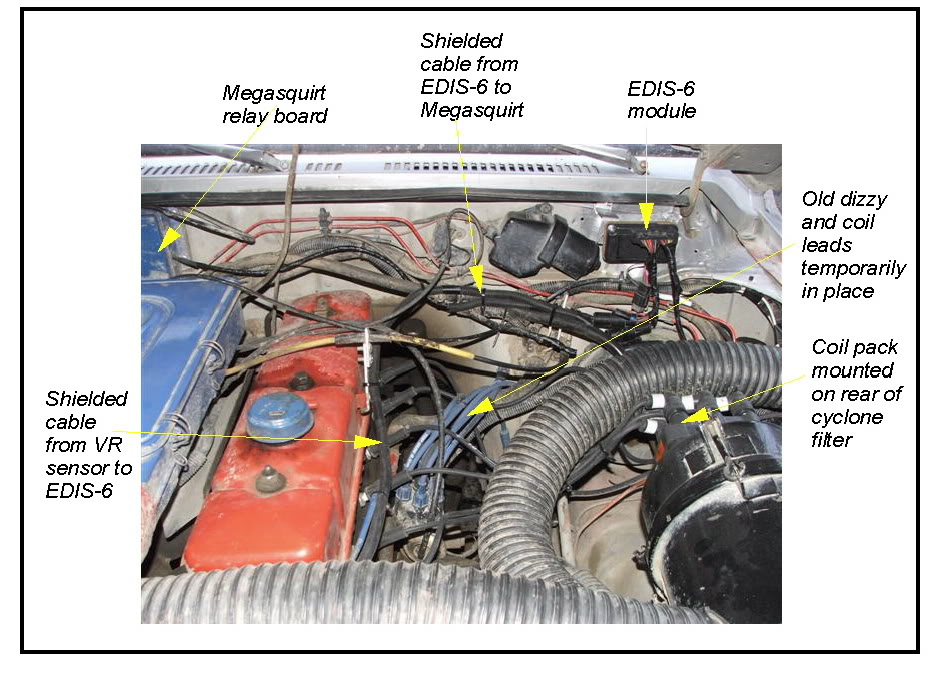 Shielded
cable from
EDIS-6 to
Megasquirt
Megasquirt
relay board
EDIS-6
module
Old dizzy
and coil
leads
temporarily
in place
Coil pack
mounted
on rear of
cyclone
filter
Shielded
cable
from VR
sensor to
EDIS-6